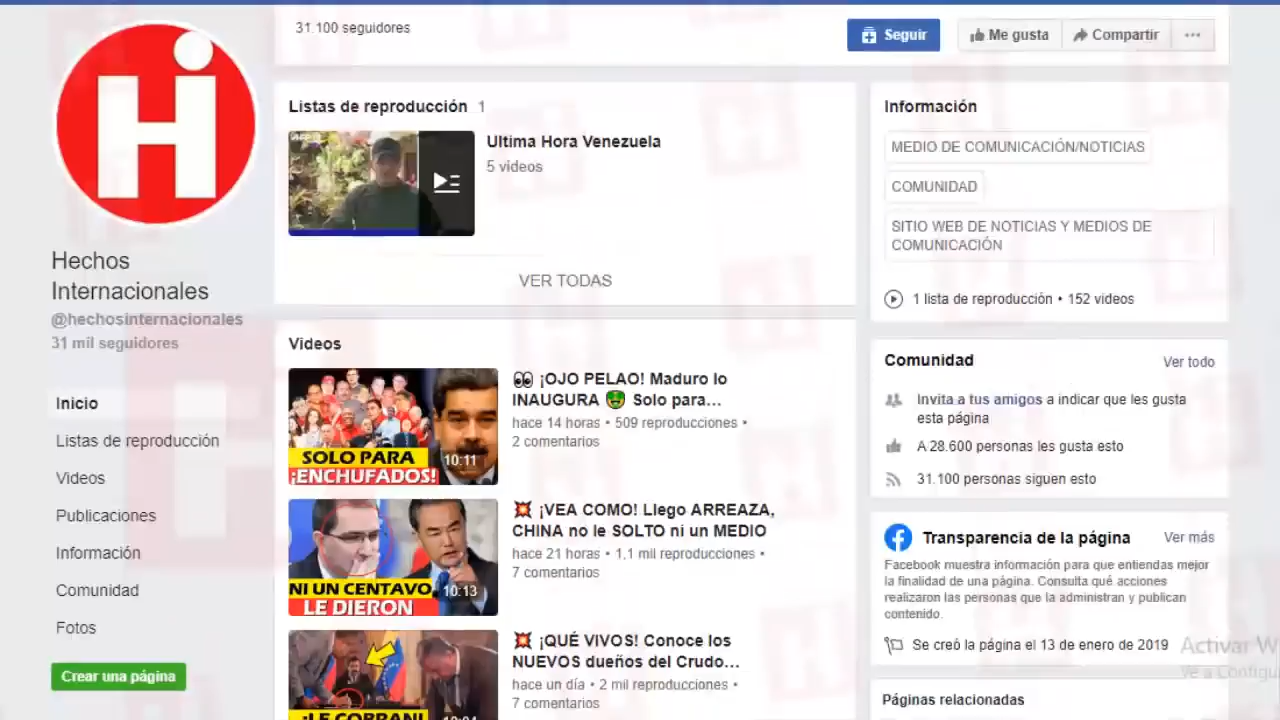 31.100 seguidores
Seguir
Me gusta
Compartir
Hi
Hechos
Internacionales
@hechosinternacionales
31 mil seguidores
Inicio
Listas de reproducción
Videos
Publicaciones
Información
Comunidad
Fotos
Crear una página
Listas de reproducción 1
Ultima Hora Venezuela
5 videos
VER TODAS
Videos
SOLO PARA
¡ENCHUFADOS!
10:11
👀 ¡OJO PELAO! Maduro lo
INAUGURA 🤑 Solo para...
hace 14 horas • 509 reproducciones •
2 comentarios
NI UN CENTAVO
LE DIERON
10:13
💥 ¡VEA COMO! Llego ARREAZA,
CHINA no le SOLTO ni un MEDIO
hace 21 horas • 1,1 mil reproducciones •
7 comentarios
💥 ¡QUÉ VIVOS! Conoce los
NUEVOS dueños del Crudo...
hace un día • 2 mil reproducciones •
7 comentarios
Información
MEDIO DE COMUNICACIÓN/NOTICIAS
COMUNIDAD
SITIO WEB DE NOTICIAS Y MEDIOS DE
COMUNICACIÓN
1 lista de reproducción • 152 videos
Comunidad
Ver todo
Invita a tus amigos a indicar que les gusta
esta página
A 28.600 personas les gusta esto
31.100 personas siguen esto
Transparencia de la página
Ver más
Facebook muestra información para que entiendas mejor
la finalidad de una página. Consulta qué acciones
realizaron las personas que la administran y publican
contenido.
Se creó la página el 13 de enero de 2019
Activar W
Ve a Configu
Páginas relacionadas